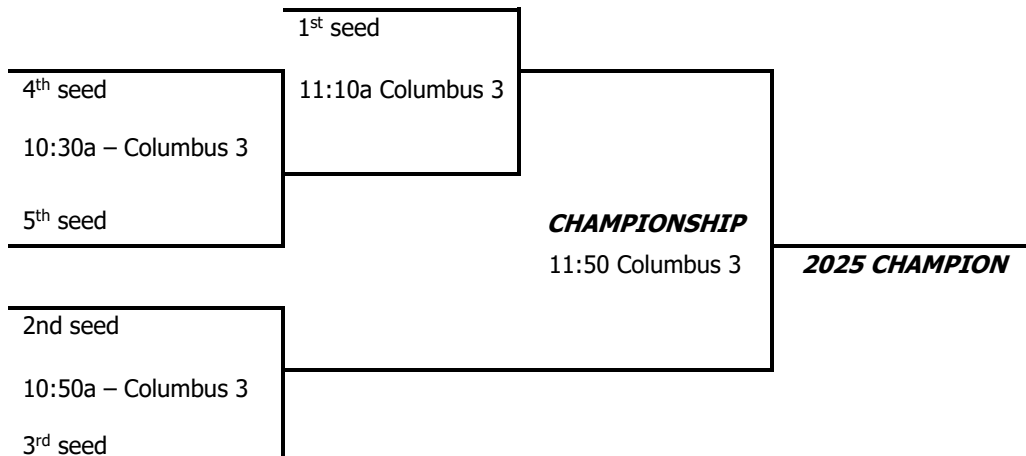 1st seed
4th seed
11:10a Columbus 3
10:30a – Columbus 3
5th seed
CHAMPIONSHIP
11:50 Columbus 3
2025 CHAMPION
2nd seed
10:50a – Columbus 3
3rd seed